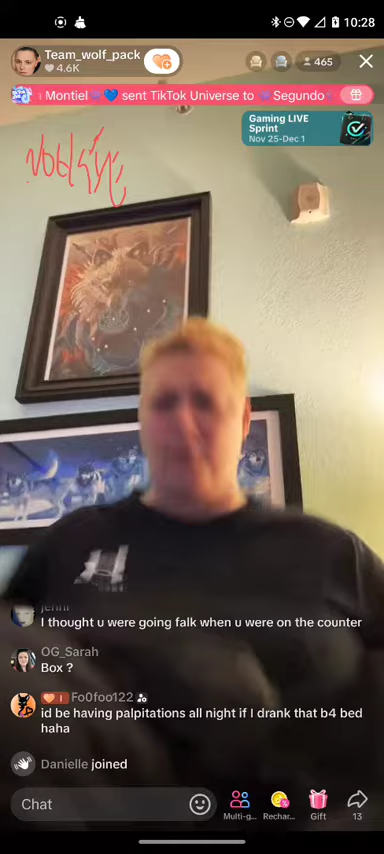 10:28
Team_wolf_pack
4.6K
465
Montiel 💙 sent TikTok Universe to Segundo
Gaming LIVE
Sprint
Nov 25-Dec 1
jenni
I thought u were going falk when u were on the counter
OG_Sarah
Box ?
1 Fo0foo122
id be having palpitations all night if I drank that b4 bed
haha
Danielle joined
Chat
Multi-g...
Rechar...
Gift
13